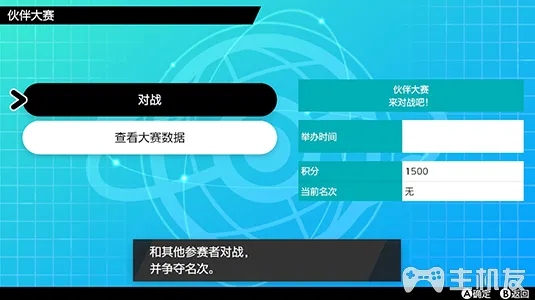 伙伴大赛
对战
查看大赛数据
伙伴大赛
来对战吧!
举办时间
积分 1500
当前名次 无
和其他参赛者对战,
并争夺名次。
主机友
A确定 B返回